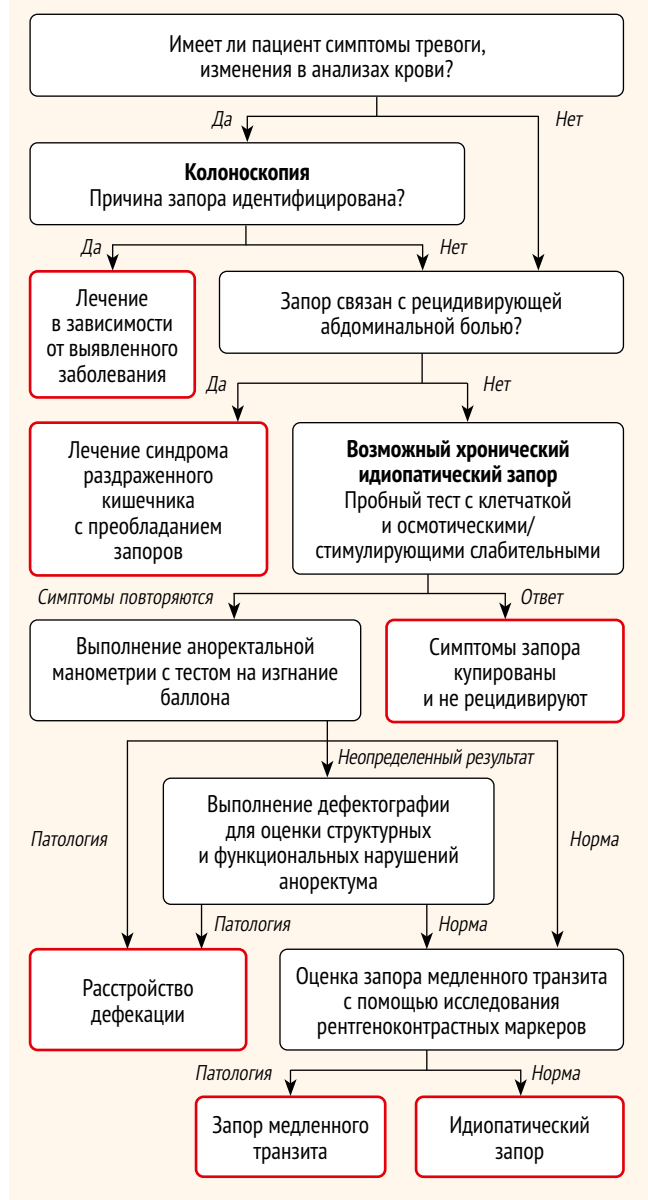 Имеет ли пациент симптомы тревоги,
изменения в анализах крови?
Да
Нет
Колоноскопия
Причина запора идентифицирована?
Да
Нет
Лечение
в зависимости
от выявленного
заболевания
Запор связан с рецидивирующей
абдоминальной болью?
Да
Нет
Лечение синдрома
раздраженного
кишечника
с преобладанием
запоров
Возможный хронический
идиопатический запор
Пробный тест с клетчаткой
и осмотическими/
стимулирующими слабительными
Симптомы повторяются
Ответ
Выполнение аноректальной
манометрии с тестом на изгнание
баллона
Симптомы запора
купированы
и не рецидивируют
Неопределенный результат
Патология
Норма
Выполнение дефектографии
для оценки структурных
и функциональных нарушений
аноректума
Патология
Норма
Расстройство
дефекации
Оценка запора медленного транзита
с помощью исследования
рентгеноконтрастных маркеров
Патология
Норма
Запор медленного
транзита
Идиопатический
запор